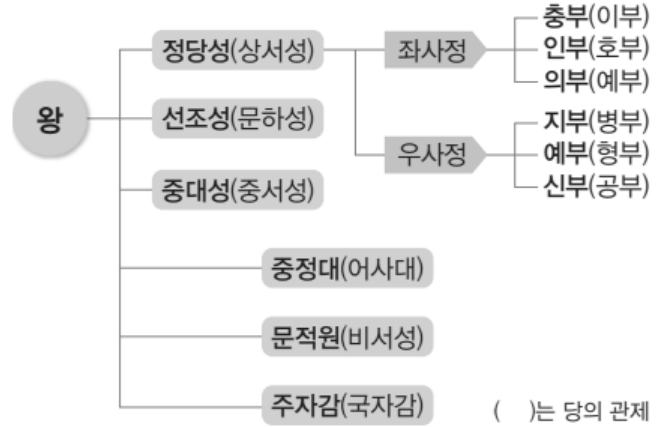 왕
정당성(상서성)
선조성(문하성)
중대성(중서성)
중정대(어사대)
문적원(비서성)
주자감(국자감)
좌사정
우사정
충부(이부)
인부(호부)
의부(예부)
지부(병부)
예부(형부)
신부(공부)
( )는 당의 관제